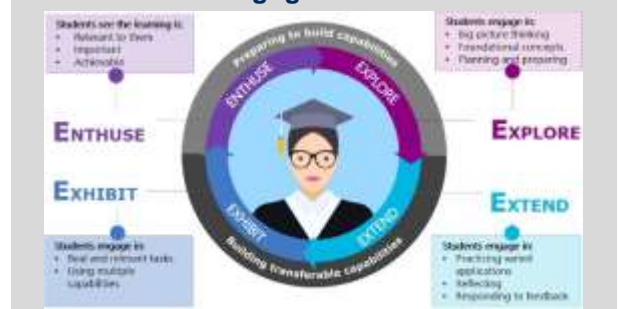 Students see the learning is:
• Relevant to them
• Important
• Achievable
Students engage in:
• Big picture thinking
• Foundational concepts
• Planning and preparing
Preparing to build capabilities
ENTHUSE
EXPLORE
ENTHUSE
EXPLORE
EXHIBIT
EXTEND
EXHIBIT
EXTEND
Building transferable capabilities
Students engage in:
• Real and relevant tasks
• Using multiple
capabilities
Students engage in:
• Practicing varied
applications
• Reflecting
• Responding to feedback